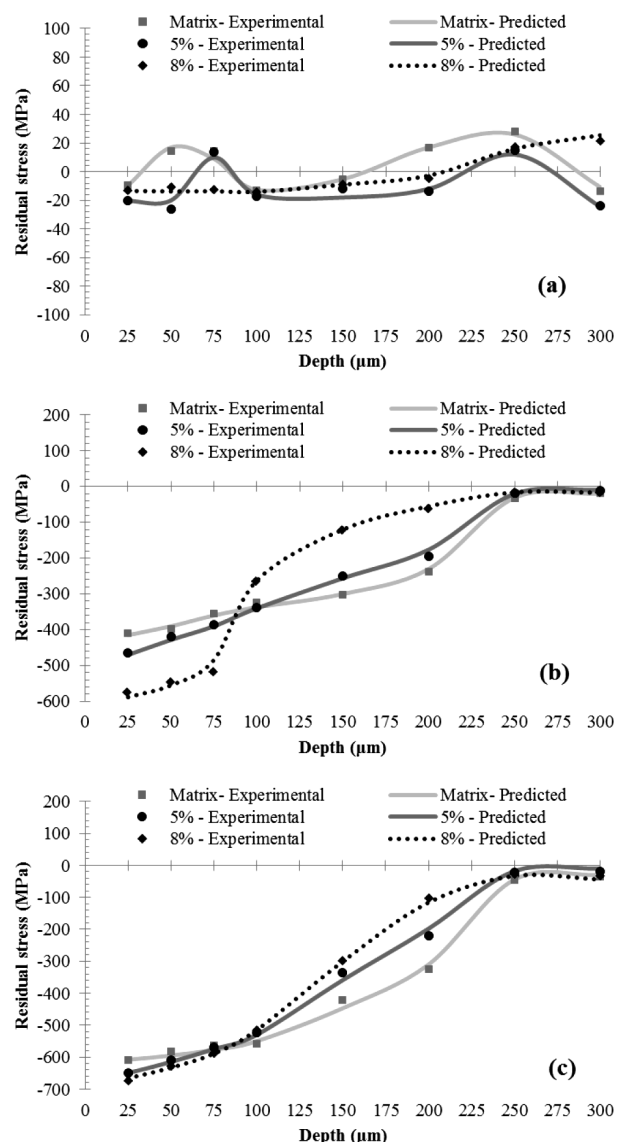 Matrix- Experimental Matrix- Predicted
5% - Experimental 5% - Predicted
8% - Experimental 8% - Predicted
100
80
60
40
20
0
-20
-40
-60
-80
-100
Residual stress (MPa)
(a)
0 25 50 75 100 125 150 175 200 225 250 275 300
Depth (µm)
Matrix- Experimental Matrix- Predicted
5% - Experimental 5% - Predicted
8% - Experimental 8% - Predicted
200
100
0
-100
-200
-300
-400
-500
-600
Residual stress (MPa)
(b)
0 25 50 75 100 125 150 175 200 225 250 275 300
Depth (µm)
Matrix- Experimental Matrix- Predicted
5% - Experimental 5% - Predicted
8% - Experimental 8% - Predicted
200
100
0
-100
-200
-300
-400
-500
-600
-700
Residual stress (MPa)
(c)
0 25 50 75 100 125 150 175 200 225 250 275 300
Depth (µm)